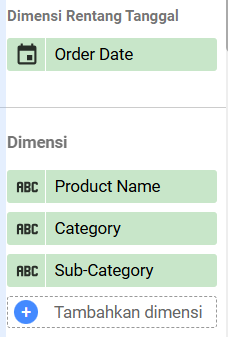 Dimensi Rentang Tanggal
Order Date
Dimensi
ABC Product Name
ABC Category
ABC Sub-Category
+ Tambahkan dimensi